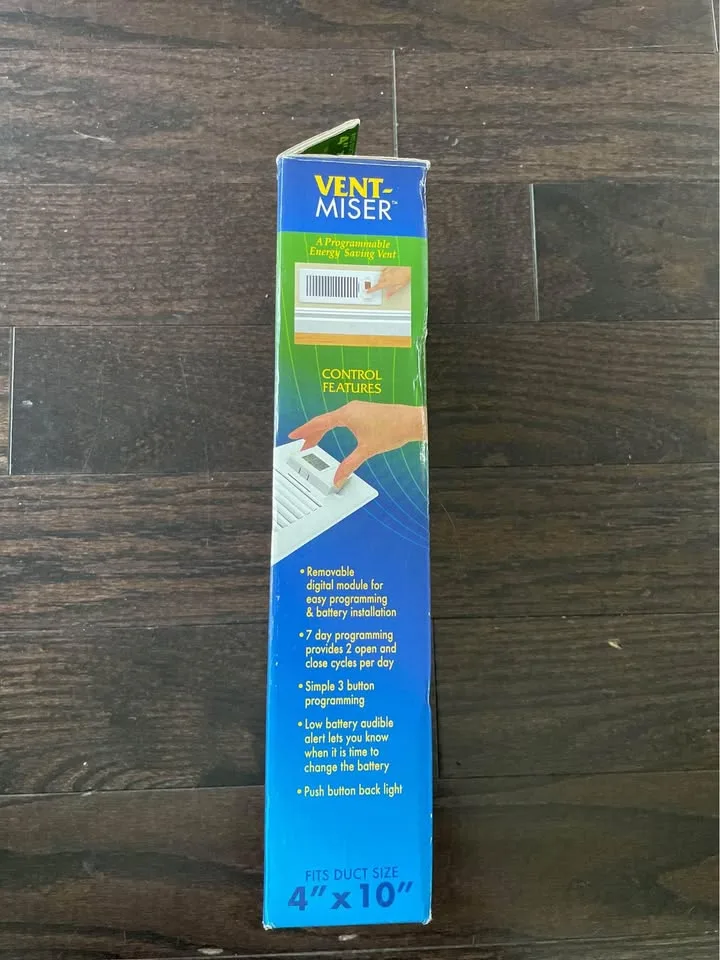 VENT-
MISER™
A Programmable
Energy Saving Vent
CONTROL
FEATURES
• Removable
digital module for
easy programming
& battery installation
• 7 day programming
provides 2 open and
close cycles per day
• Simple 3 button
programming
• Low battery audible
alert lets you know
when it is time to
change the battery
• Push button back light
FITS DUCT SIZE
4” x 10”